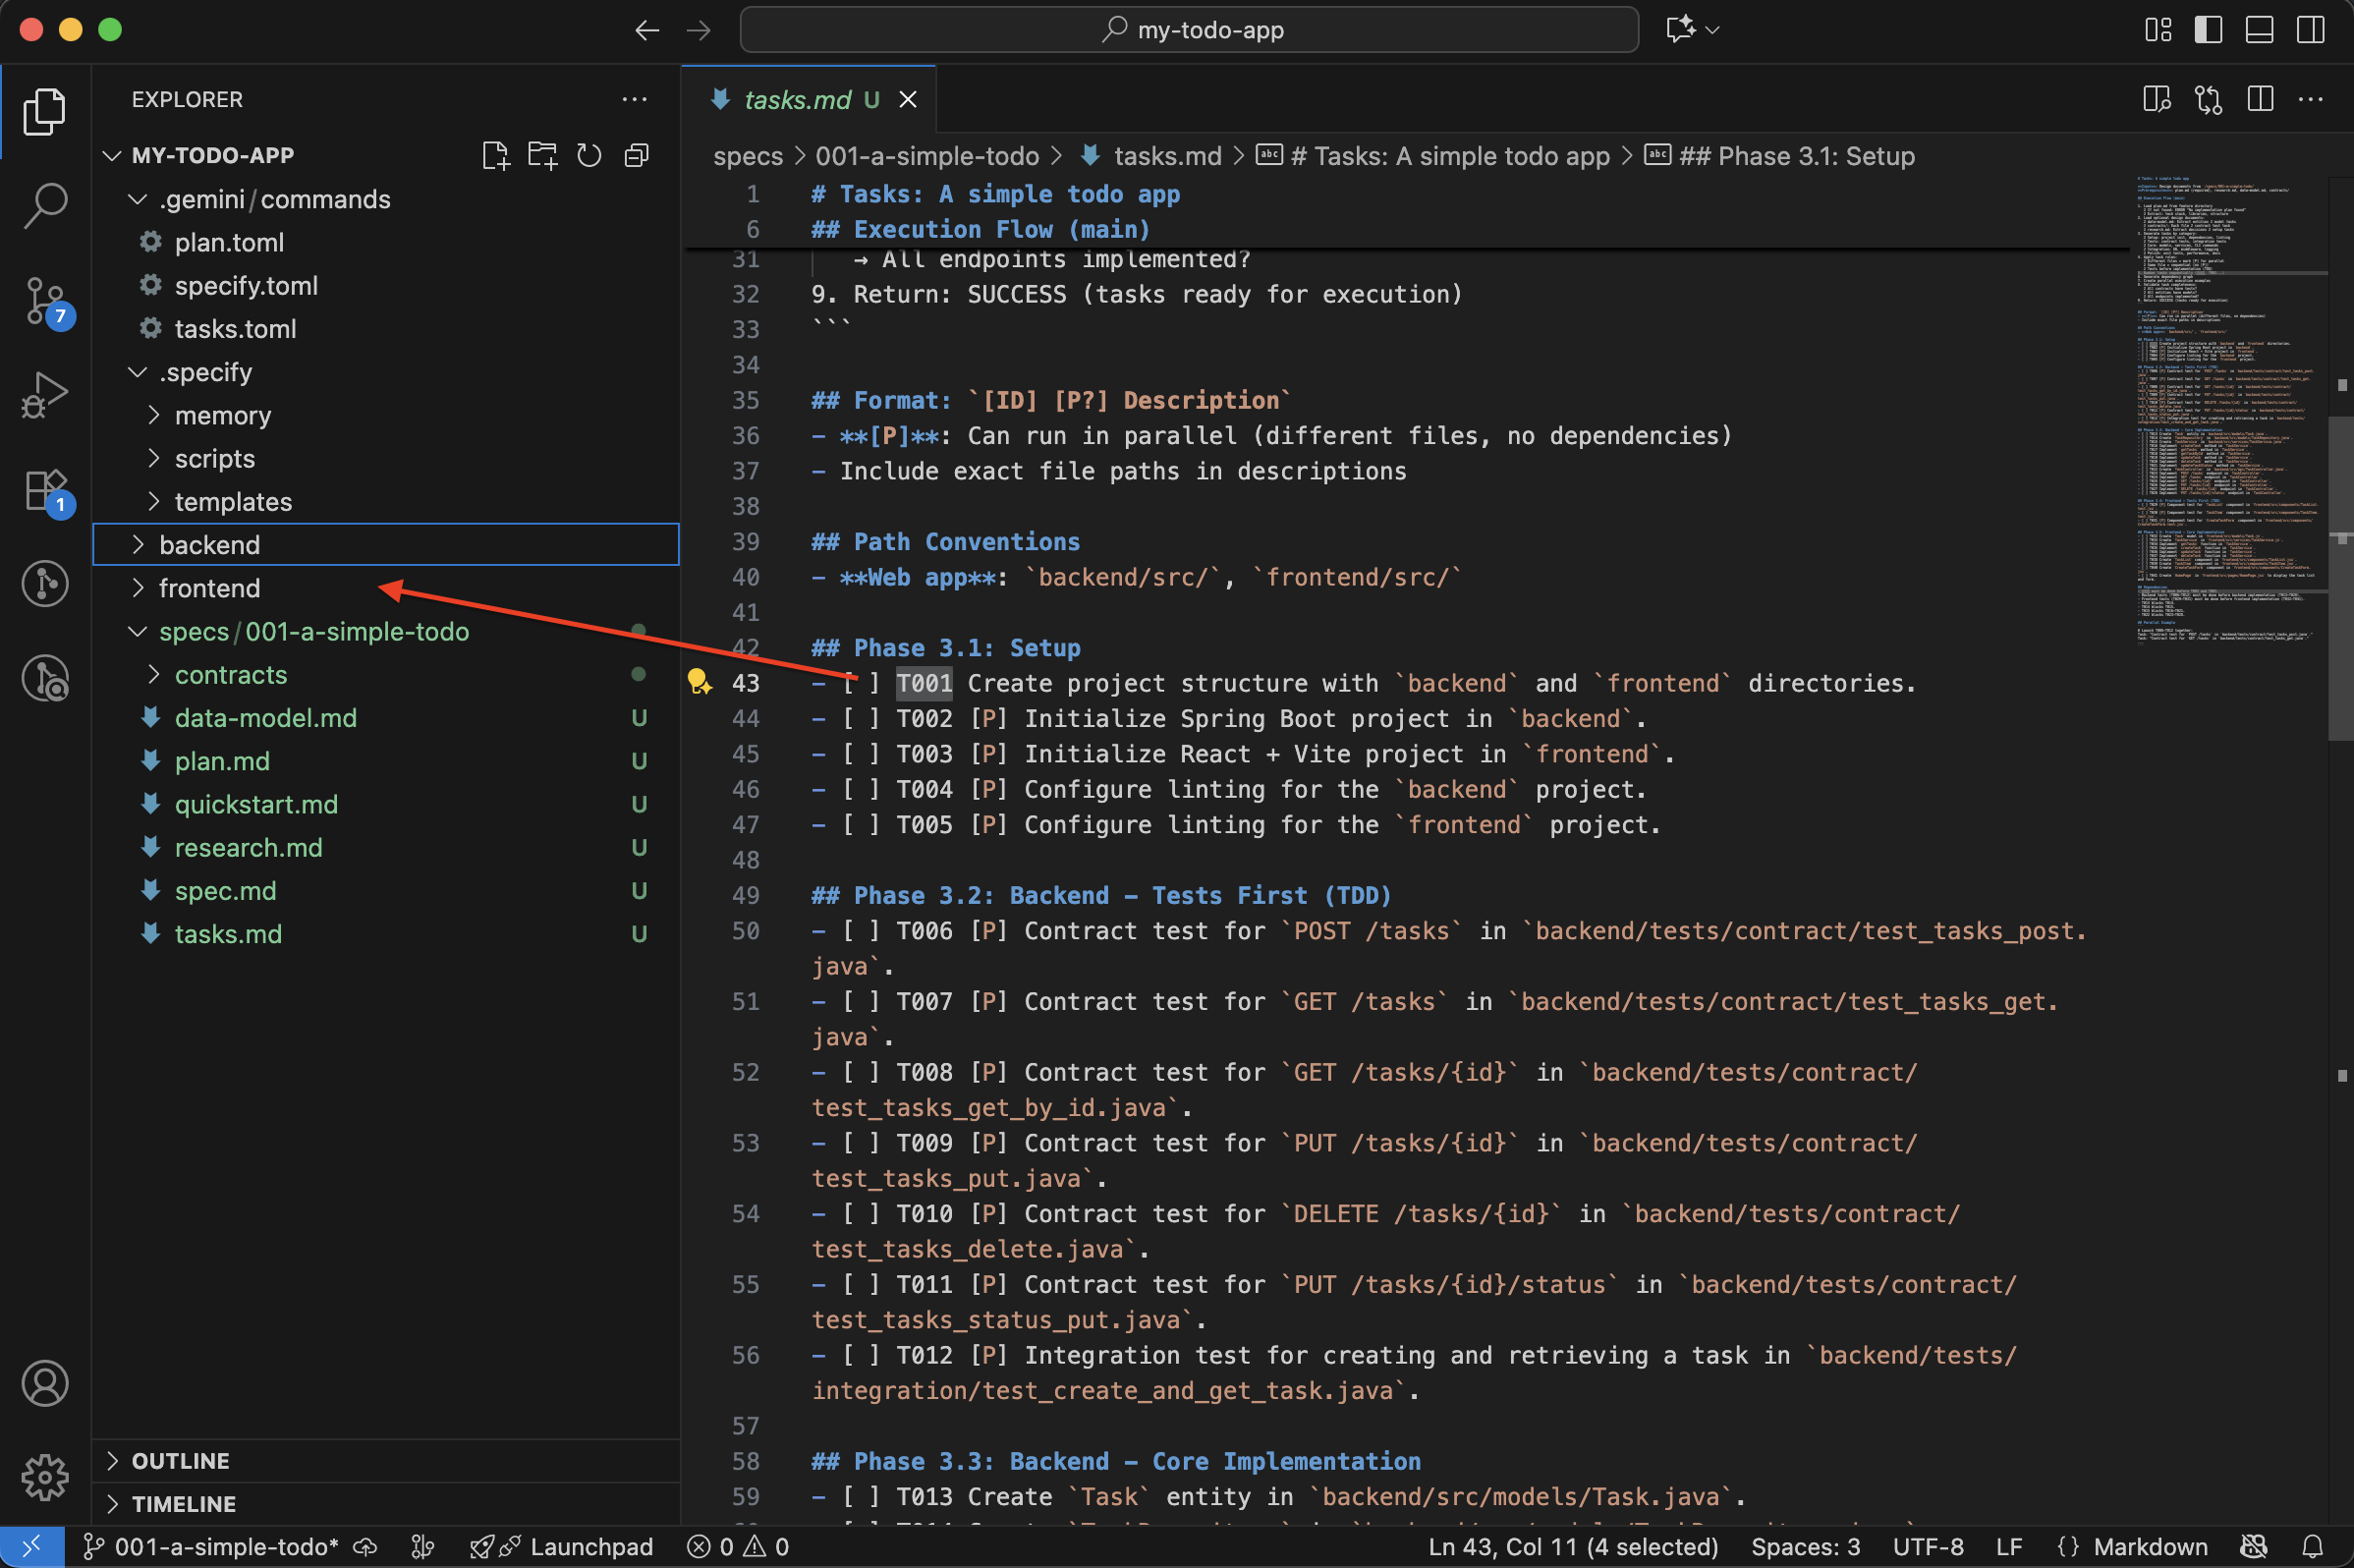 my-todo-app
EXPLORER
MY-TODO-APP
.gemini/commands
plan.toml
specify.toml
tasks.toml
.specify
memory
scripts
templates
backend
frontend
specs/001-a-simple-todo
contracts
data-model.md U
plan.md U
quickstart.md U
research.md U
spec.md U
tasks.md U
OUTLINE
TIMELINE
7
1
tasks.md U
specs > 001-a-simple-todo > tasks.md > # Tasks: A simple todo app > ## Phase 3.1: Setup
1 # Tasks: A simple todo app
6 ## Execution Flow (main)
31 → All endpoints implemented?
32 9. Return: SUCCESS (tasks ready for execution)
33 ```
34
35 ## Format: `[ID] [P?] Description`
36 - **[P]**: Can run in parallel (different files, no dependencies)
37 - Include exact file paths in descriptions
38
39 ## Path Conventions
40 - **Web app**: `backend/src/`, `frontend/src/`
41
42 ## Phase 3.1: Setup
43 - [ ] T001 Create project structure with `backend` and `frontend` directories.
44 - [ ] T002 [P] Initialize Spring Boot project in `backend`.
45 - [ ] T003 [P] Initialize React + Vite project in `frontend`.
46 - [ ] T004 [P] Configure linting for the `backend` project.
47 - [ ] T005 [P] Configure linting for the `frontend` project.
48
49 ## Phase 3.2: Backend - Tests First (TDD)
50 - [ ] T006 [P] Contract test for `POST /tasks` in `backend/tests/contract/test_tasks_post.
java`.
51 - [ ] T007 [P] Contract test for `GET /tasks` in `backend/tests/contract/test_tasks_get.
java`.
52 - [ ] T008 [P] Contract test for `GET /tasks/{id}` in `backend/tests/contract/
test_tasks_get_by_id.java`.
53 - [ ] T009 [P] Contract test for `PUT /tasks/{id}` in `backend/tests/contract/
test_tasks_put.java`.
54 - [ ] T010 [P] Contract test for `DELETE /tasks/{id}` in `backend/tests/contract/
test_tasks_delete.java`.
55 - [ ] T011 [P] Contract test for `PUT /tasks/{id}/status` in `backend/tests/contract/
test_tasks_status_put.java`.
56 - [ ] T012 [P] Integration test for creating and retrieving a task in `backend/tests/
integration/test_create_and_get_task.java`.
57
58 ## Phase 3.3: Backend - Core Implementation
59 - [ ] T013 Create `Task` entity in `backend/src/models/Task.java`.
001-a-simple-todo* Launchpad 0 0 Ln 43, Col 11 (4 selected) Spaces: 3 UTF-8 LF {} Markdown